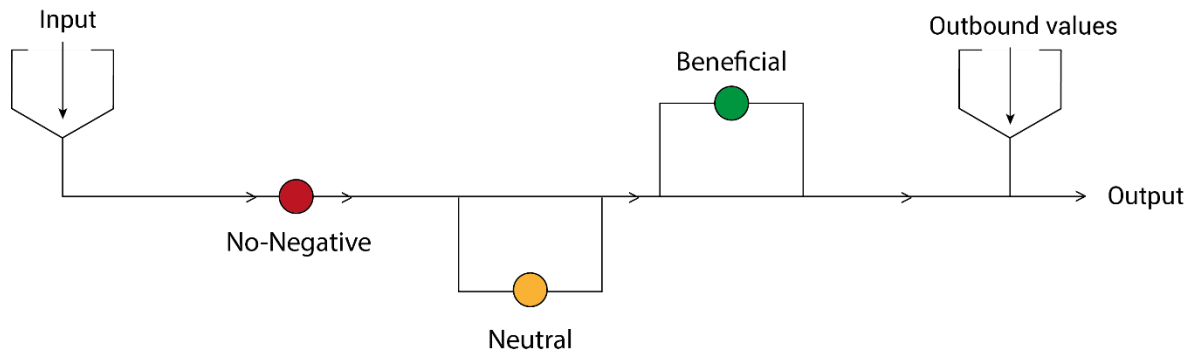 Input
Outbound values
Beneficial
Output
No-Negative
Neutral